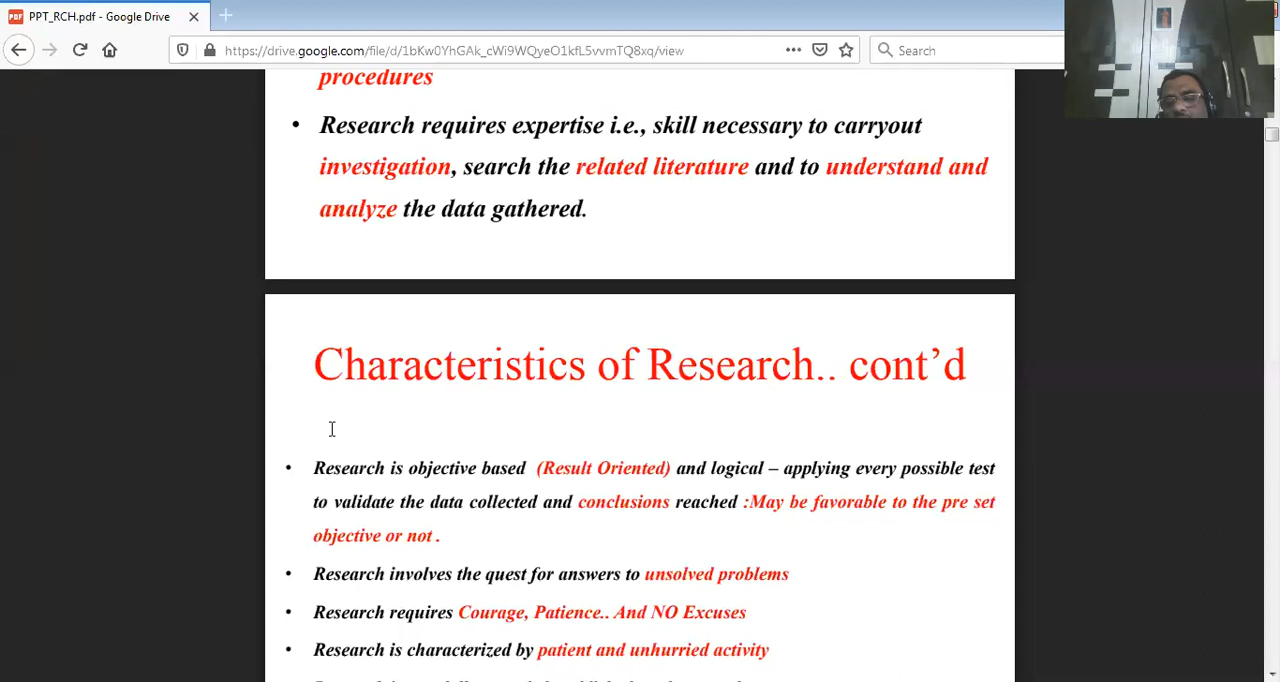 PPT_RCH.pdf - Google Drive
https://drive.google.com/file/d/1bKw0YhGAk_cWi9WQyeO1kfL5vvmTQ8xq/view
Search
procedures
• Research requires expertise i.e., skill necessary to carryout
investigation, search the related literature and to understand and
analyze the data gathered.
Characteristics of Research.. cont’d
• Research is objective based (Result Oriented) and logical – applying every possible test
to validate the data collected and conclusions reached :May be favorable to the pre set
objective or not .
• Research involves the quest for answers to unsolved problems
• Research requires Courage, Patience.. And NO Excuses
• Research is characterized by patient and unhurried activity